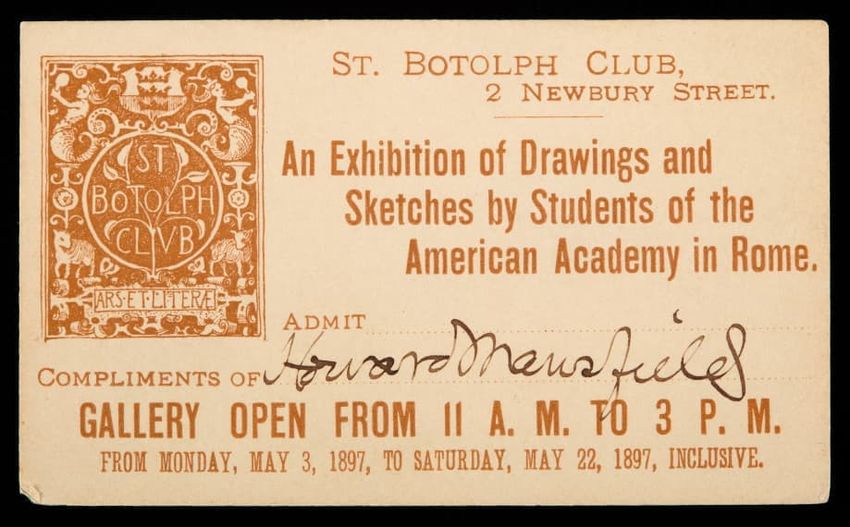 ST. BOTOLPH CLUB,
2 NEWBURY STREET.
ST
BOTOLPH
CLVB
ARS·ET·LITERÆ
An Exhibition of Drawings and
Sketches by Students of the
American Academy in Rome.
ADMIT
COMPLIMENTS OF Howard Mansfield
GALLERY OPEN FROM 11 A. M. TO 3 P. M.
FROM MONDAY, MAY 3, 1897, TO SATURDAY, MAY 22, 1897, INCLUSIVE.